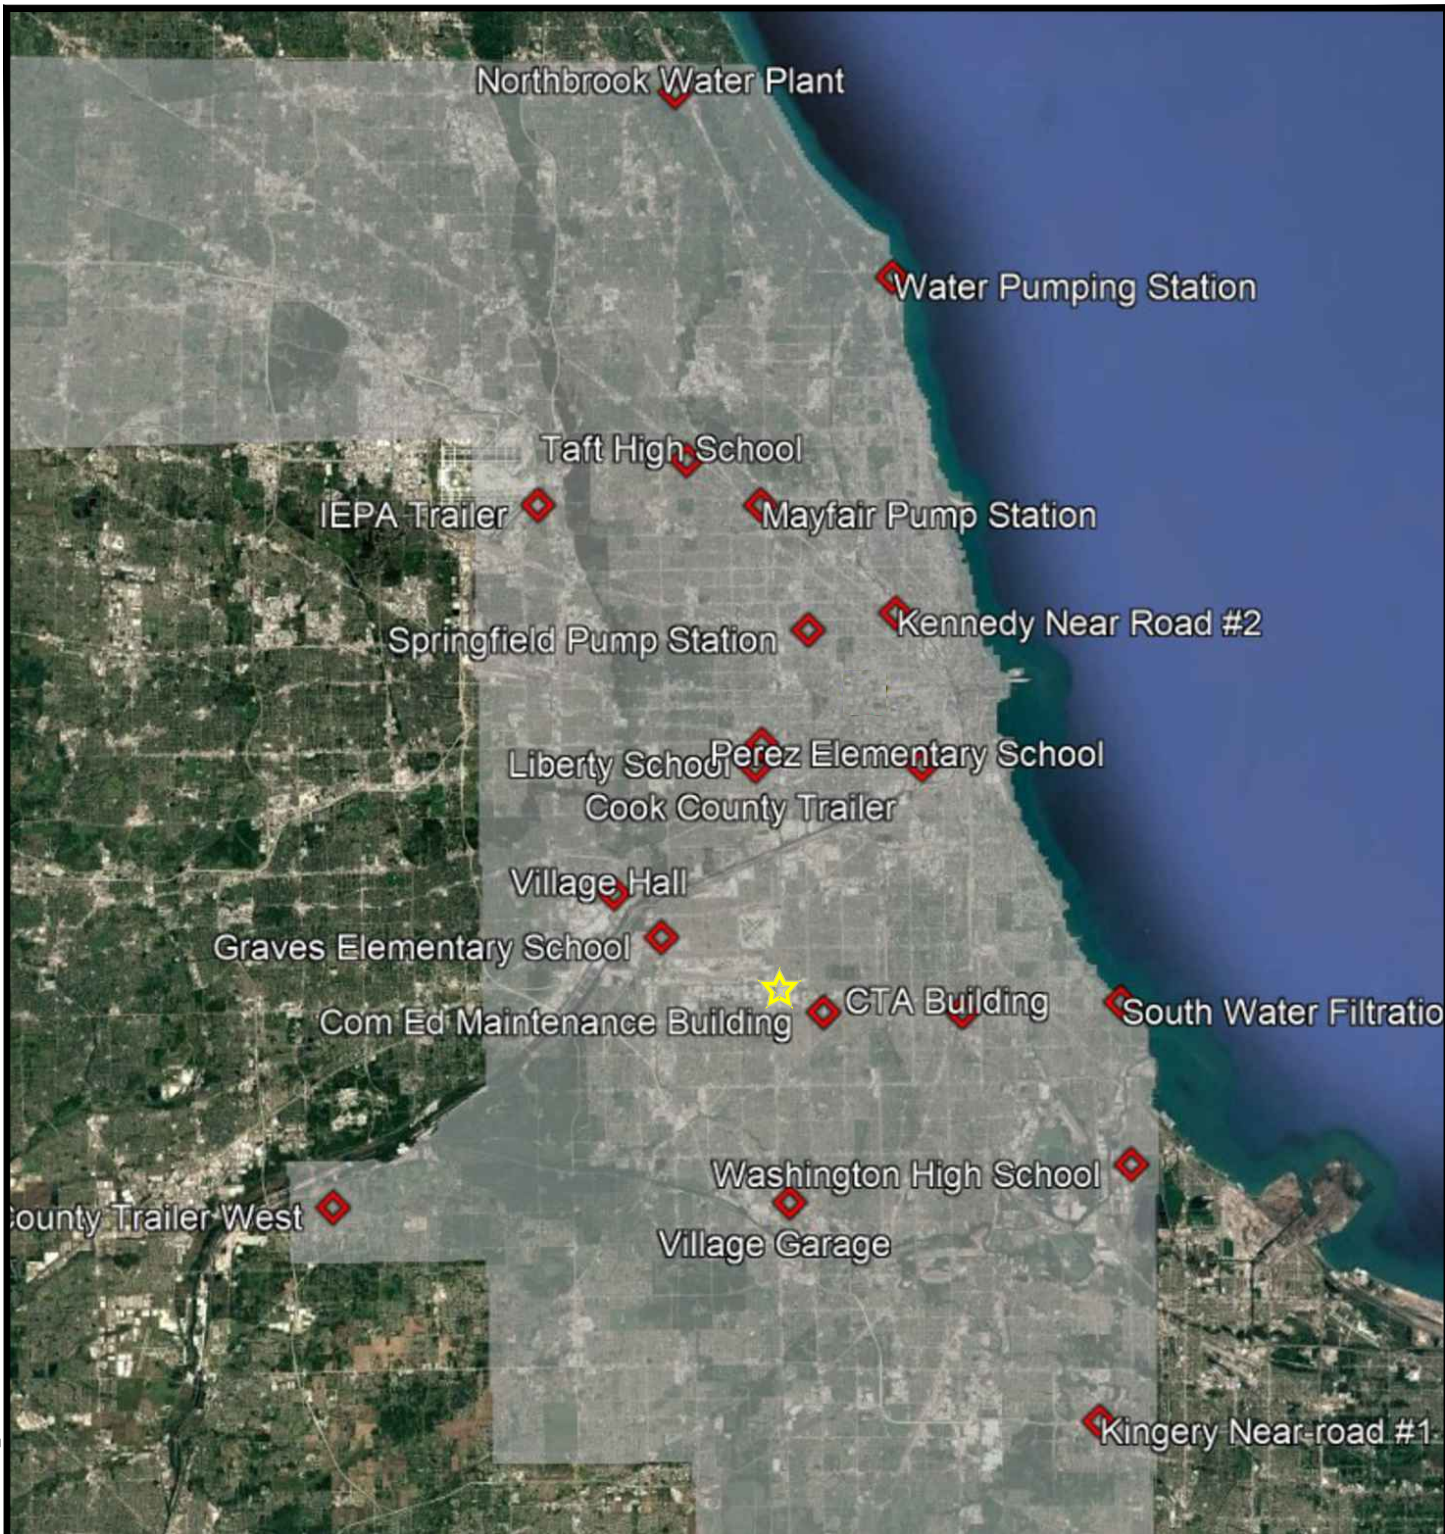 Northbrook Water Plant
Water Pumping Station
Taft High School
IEPA Trailer
Mayfair Pump Station
Kennedy Near Road #2
Springfield Pump Station
Perez Elementary School
Liberty School
Cook County Trailer
Village Hall
Graves Elementary School
CTA Building
South Water Filtratio
Com Ed Maintenance Building
Washington High School
ounty Trailer West
Village Garage
Kingery Near-road #1